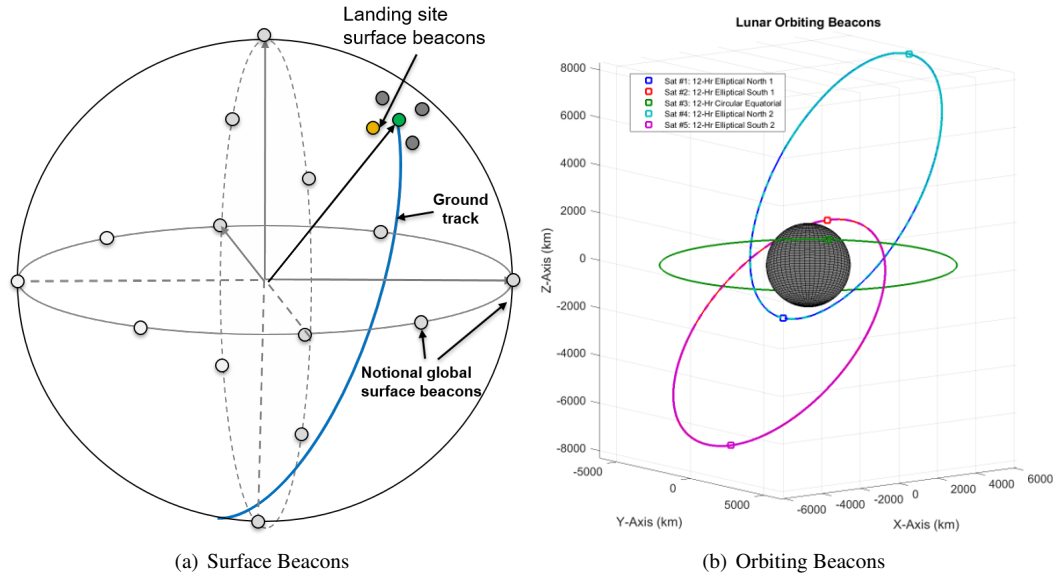 Landing site
surface beacons
Ground
track
Notional global
surface beacons
(a) Surface Beacons
Lunar Orbiting Beacons
Sat #1: 12-Hr Elliptical North 1
Sat #2: 12-Hr Elliptical South 1
Sat #3: 12-Hr Circular Equatorial
Sat #4: 12-Hr Elliptical North 2
Sat #5: 12-Hr Elliptical South 2
8000
6000
4000
2000
0
-2000
-4000
-6000
-8000
Z-Axis (km)
-5000
0
5000
Y-Axis (km)
-6000
-4000
-2000
0
2000
4000
6000
X-Axis (km)
(b) Orbiting Beacons